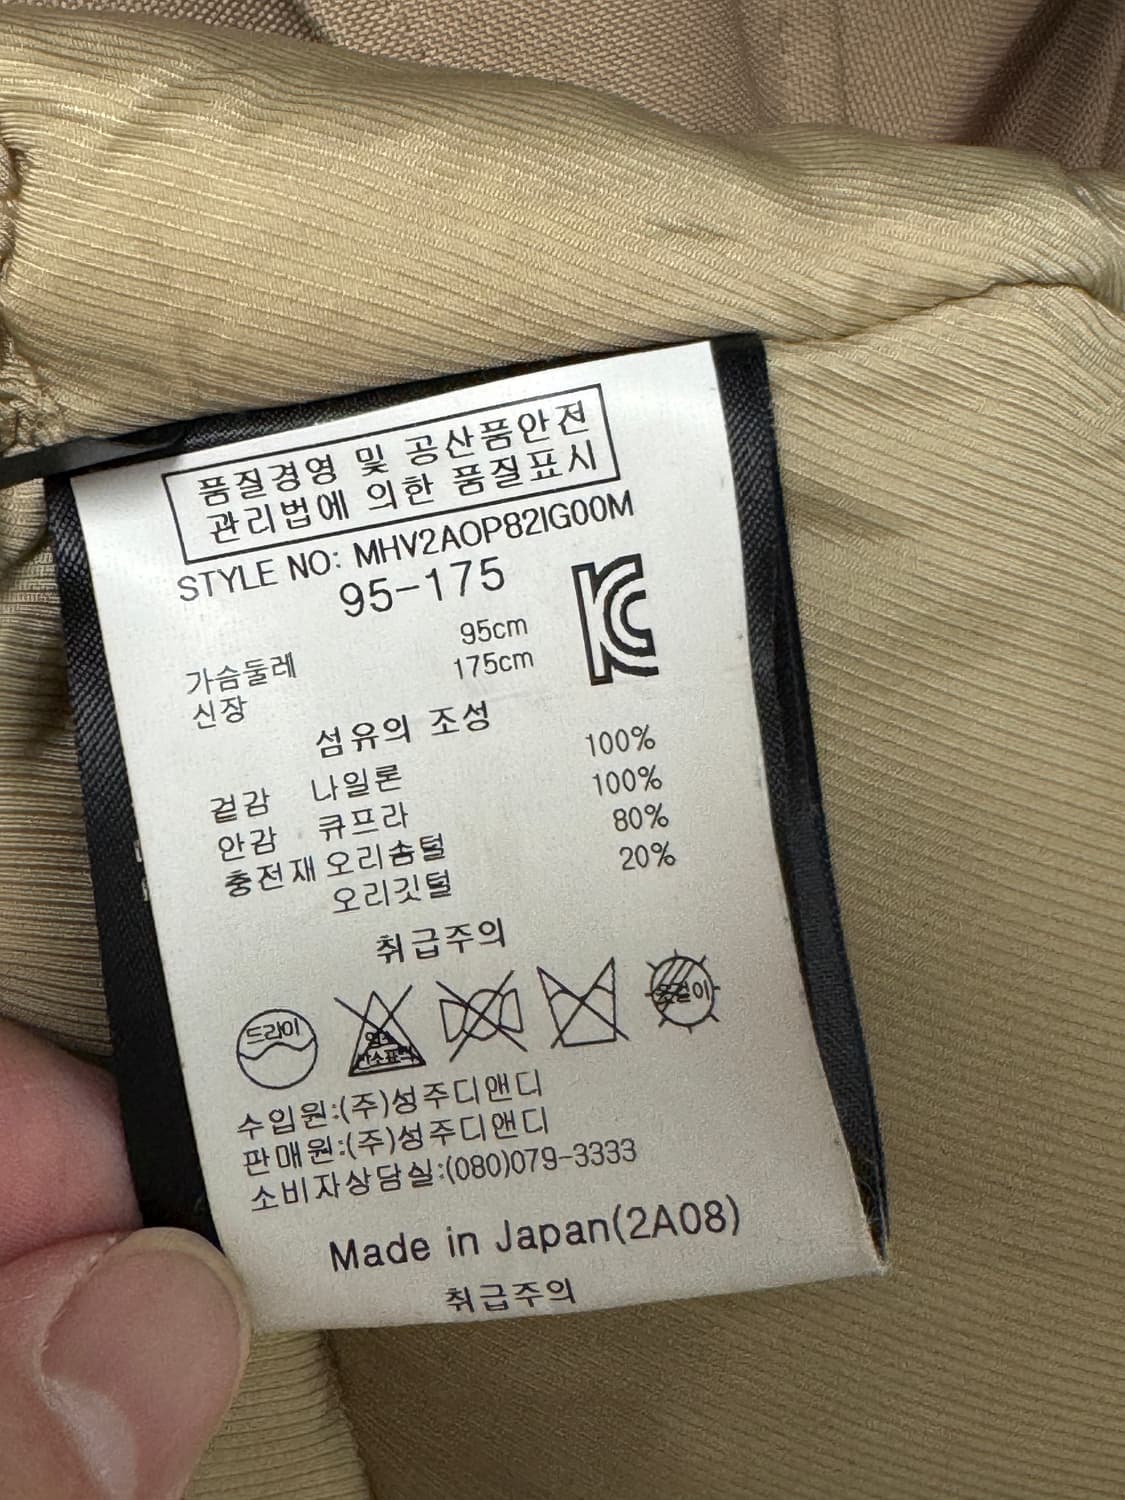 품질경영 및 공산품안전
관리법에 의한 품질표시
STYLE NO: MHV2AOP82IG00M
95-175
가슴둘레 95cm
신장 175cm
섬유의 조성
겉감 나일론 100%
안감 큐프라 100%
충전재 오리솜털 80%
오리깃털 20%
취급주의
드라이
수입원:(주)성주디앤디
판매원:(주)성주디앤디
소비자상담실:(080)079-3333
Made in Japan(2A08)
취급주의